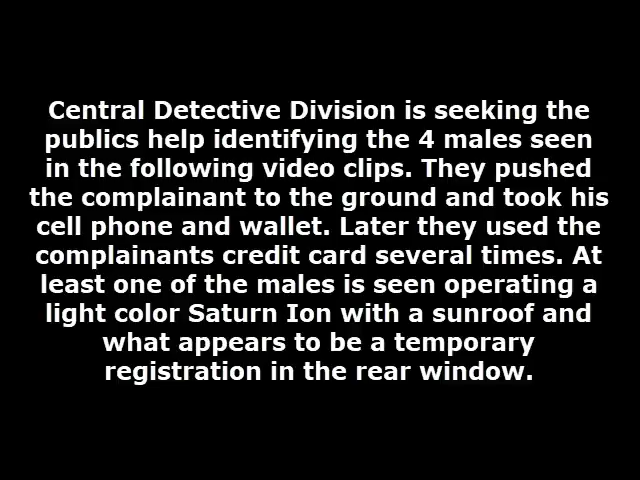 Central Detective Division is seeking the
publics help identifying the 4 males seen
in the following video clips. They pushed
the complainant to the ground and took his
cell phone and wallet. Later they used the
complainants credit card several times. At
least one of the males is seen operating a
light color Saturn Ion with a sunroof and
what appears to be a temporary
registration in the rear window.